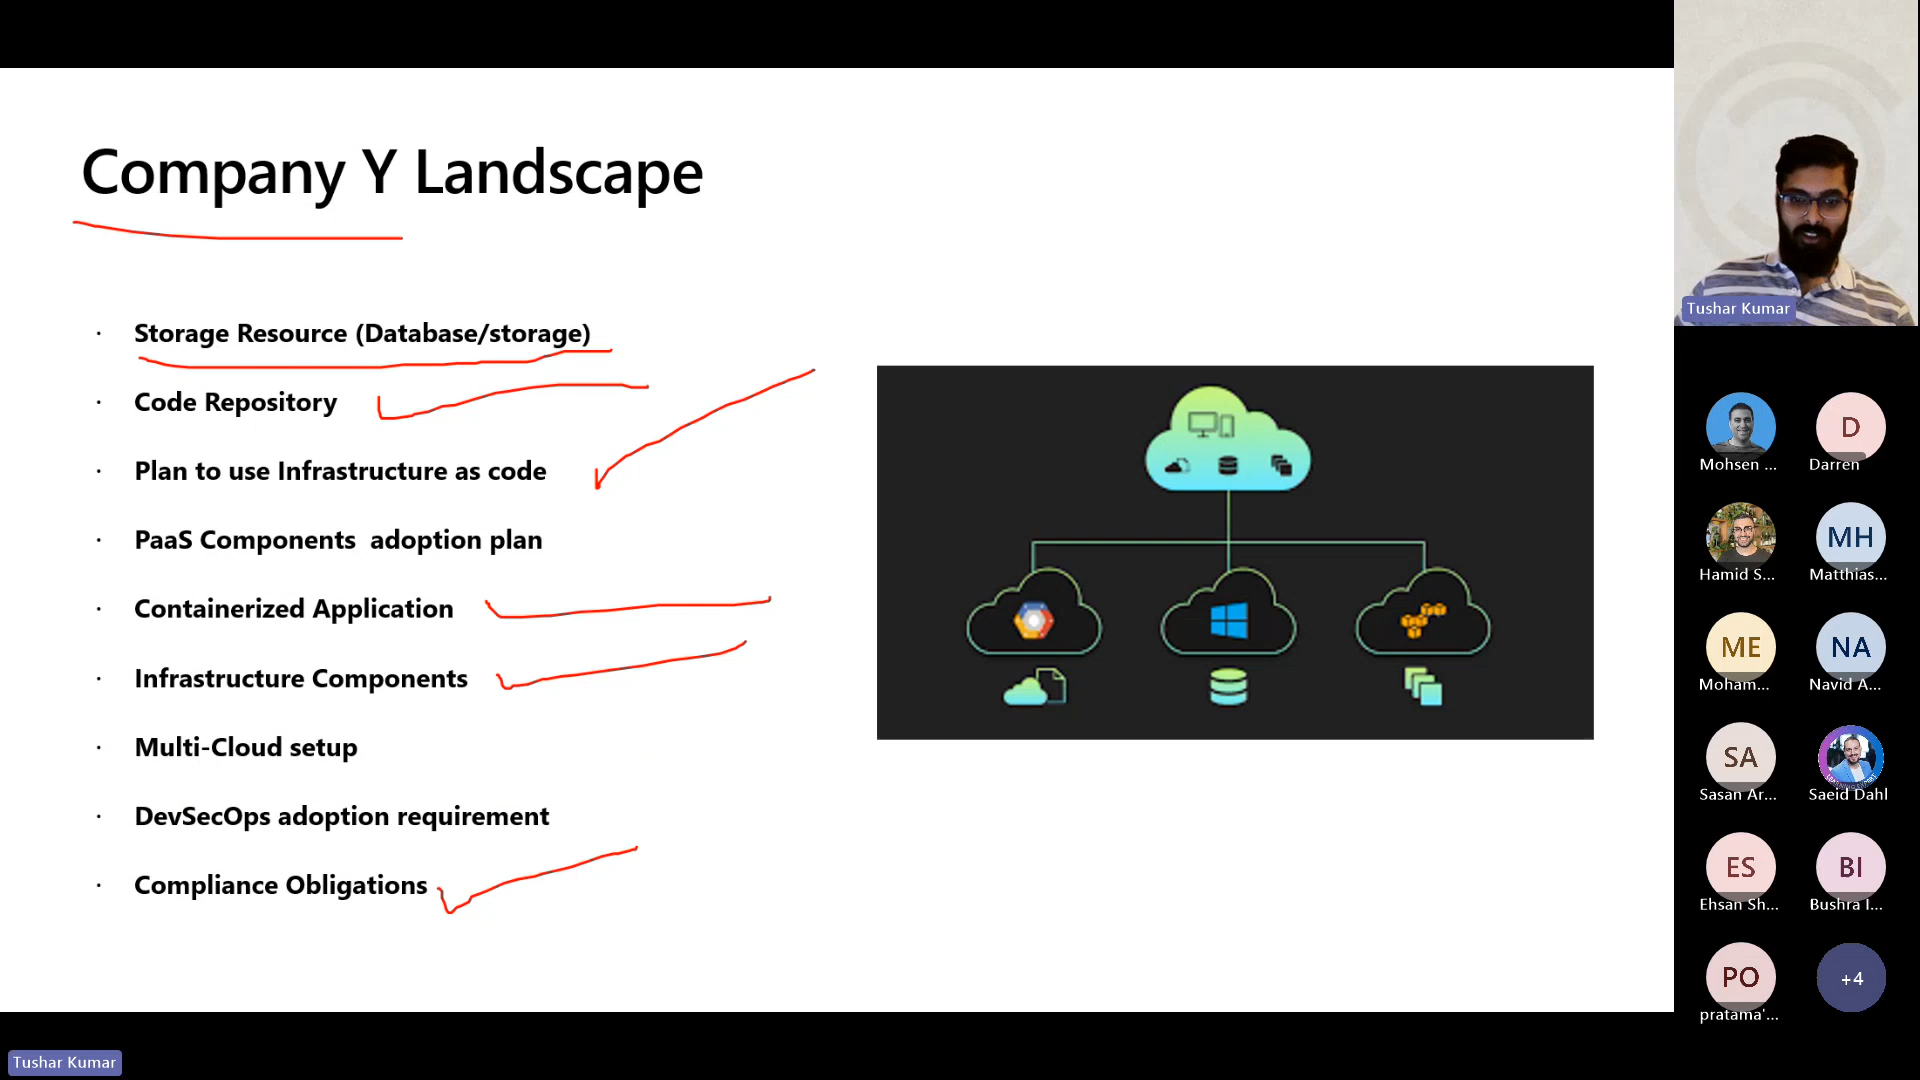 Company Y Landscape
· Storage Resource (Database/storage)
· Code Repository
· Plan to use Infrastructure as code
· PaaS Components adoption plan
· Containerized Application
· Infrastructure Components
· Multi-Cloud setup
· DevSecOps adoption requirement
· Compliance Obligations
Tushar Kumar
Tushar Kumar
Mohsen ...
D
Darren
Hamid S...
MH
Matthias...
ME
Moham...
NA
Navid A...
SA
Sasan Ar...
Saeid Dahl
ES
Ehsan Sh...
BI
Bushra I...
PO
pratama'...
+4